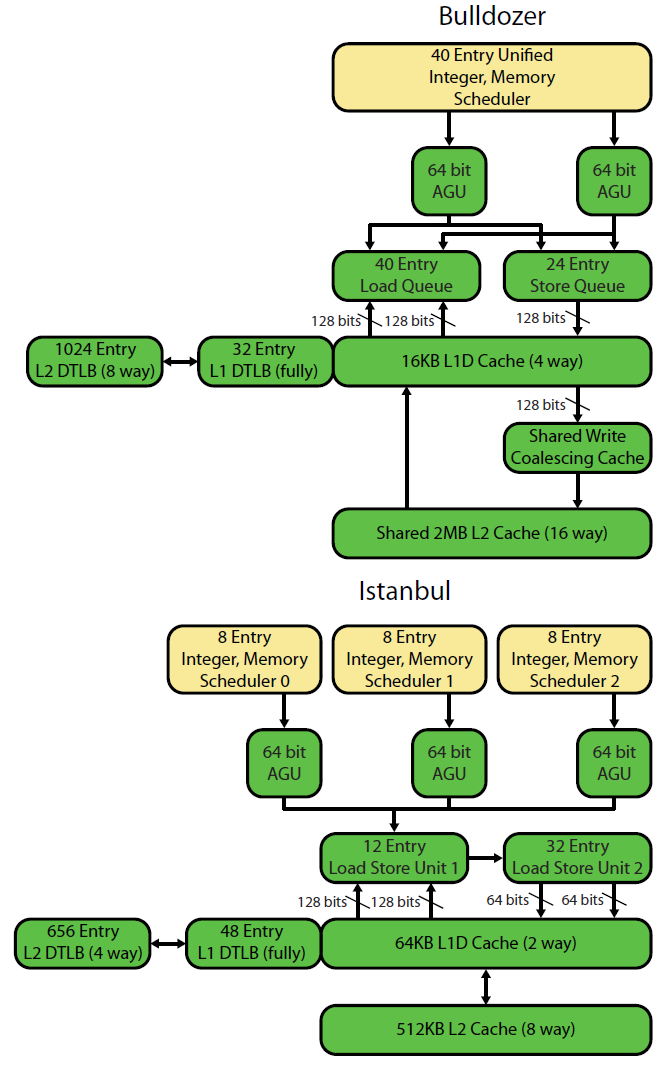 Bulldozer
40 Entry Unified
Integer, Memory
Scheduler
64 bit
AGU
64 bit
AGU
40 Entry
Load Queue
24 Entry
Store Queue
128 bits
128 bits
128 bits
1024 Entry
L2 DTLB (8 way)
32 Entry
L1 DTLB (fully)
16KB L1D Cache (4 way)
128 bits
Shared Write
Coalescing Cache
Shared 2MB L2 Cache (16 way)
Istanbul
8 Entry
Integer, Memory
Scheduler 0
8 Entry
Integer, Memory
Scheduler 1
8 Entry
Integer, Memory
Scheduler 2
64 bit
AGU
64 bit
AGU
64 bit
AGU
12 Entry
Load Store Unit 1
32 Entry
Load Store Unit 2
128 bits
128 bits
64 bits
64 bits
656 Entry
L2 DTLB (4 way)
48 Entry
L1 DTLB (fully)
64KB L1D Cache (2 way)
512KB L2 Cache (8 way)